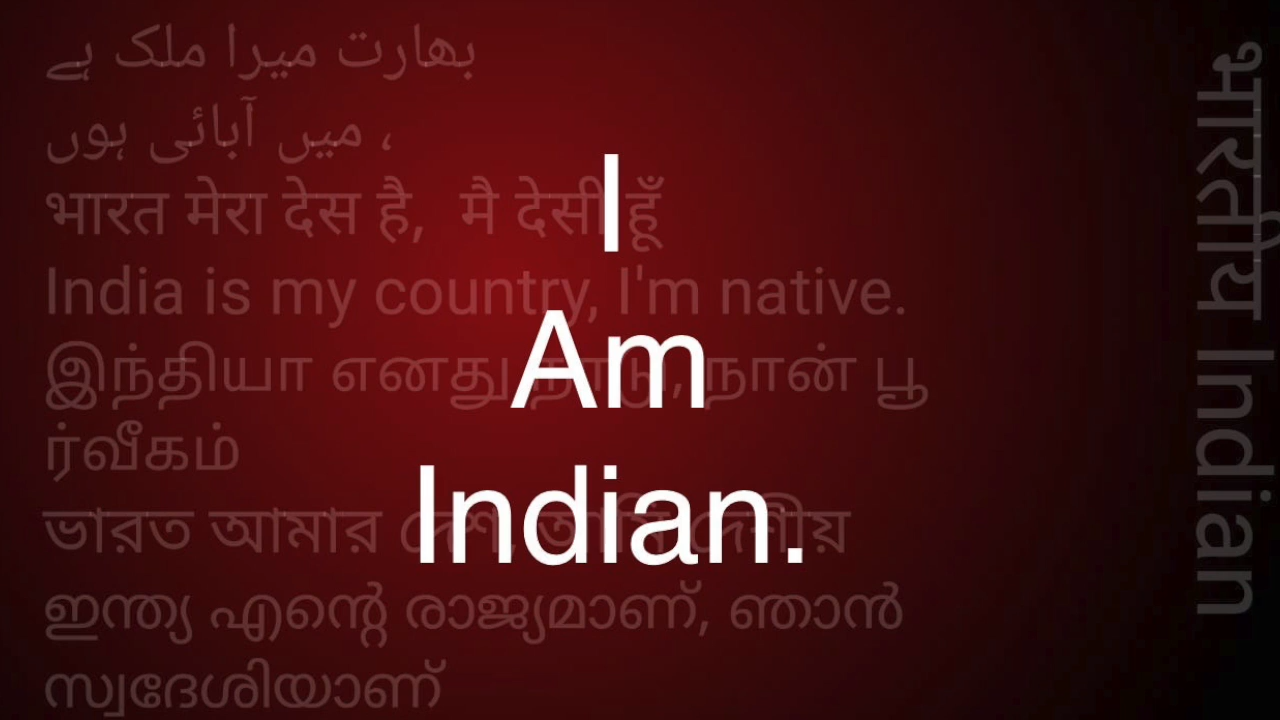 بھارت میرا ملک ہے
، میں آبائی ہوں
भारत मेरा देस है, मै देसी हूँ
India is my country, I'm native.
இந்தியா எனது நாடு, நான் பூ
ர்வீகம்
ভারত আমার দেশ, আমি দেশীয়
ഇന്ത്യ എന്റെ രാജ്യമാണ്, ഞാൻ
സ്വദേശിയാണ്
I
Am
Indian.
भारतीय Indian